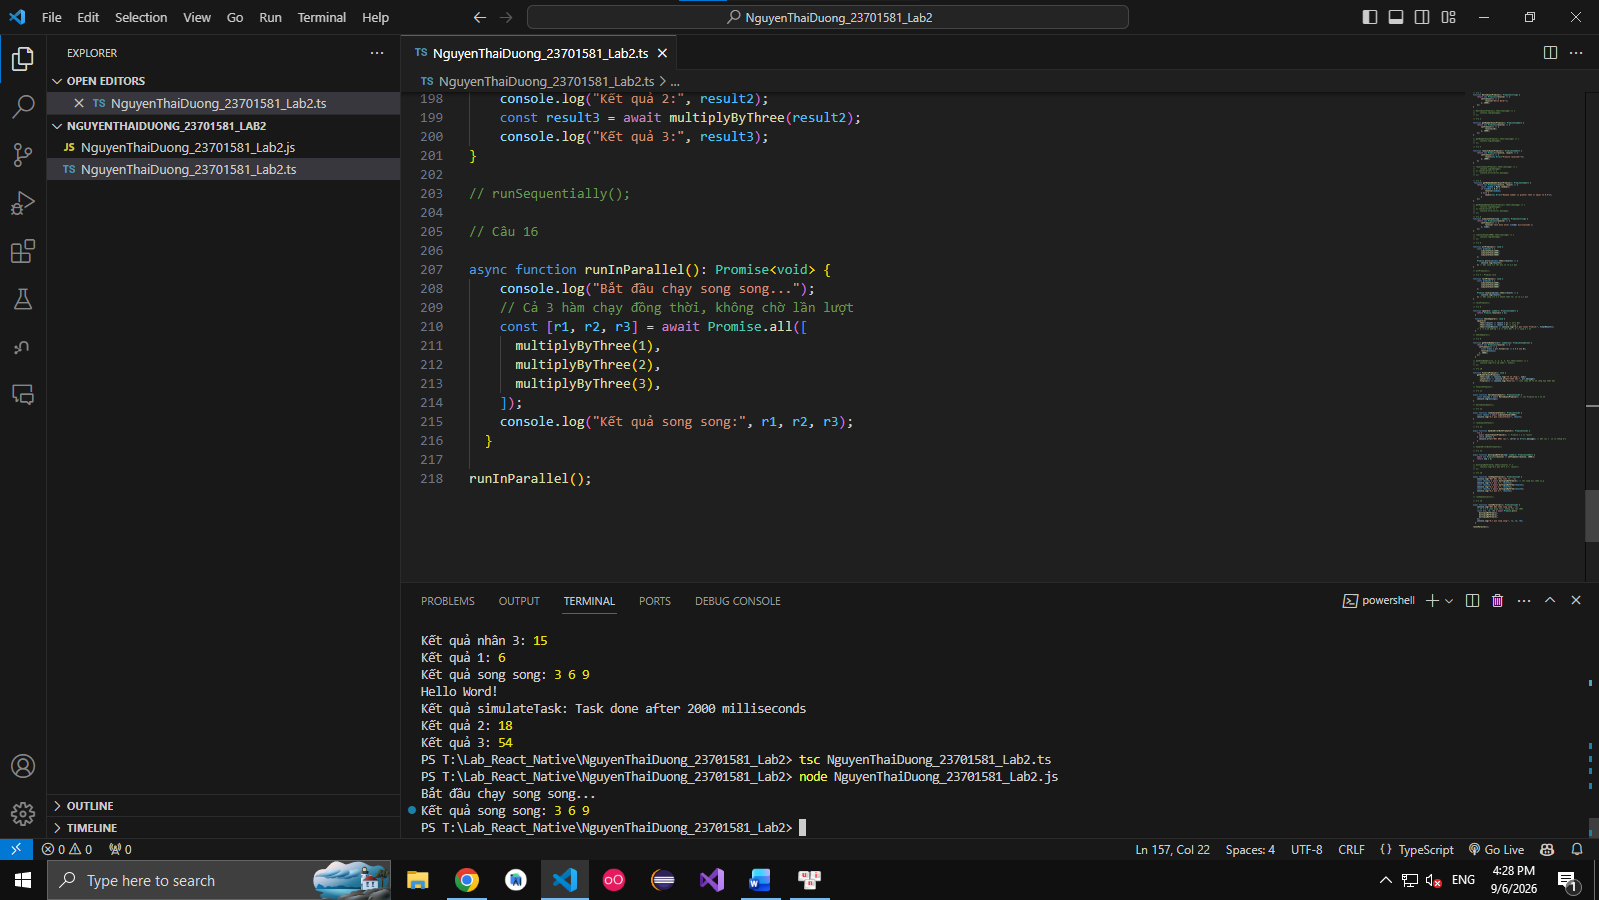 File Edit Selection View Go Run Terminal Help
NguyenThaiDuong_23701581_Lab2
EXPLORER
OPEN EDITORS
TS NguyenThaiDuong_23701581_Lab2.ts
NGUYENTHAIDUONG_23701581_LAB2
JS NguyenThaiDuong_23701581_Lab2.js
TS NguyenThaiDuong_23701581_Lab2.ts
OUTLINE
TIMELINE
TS NguyenThaiDuong_23701581_Lab2.ts
TS NguyenThaiDuong_23701581_Lab2.ts > ...
198 console.log("Kết quả 2:", result2);
199 const result3 = await multiplyByThree(result2);
200 console.log("Kết quả 3:", result3);
201 }
202
203 // runSequentially();
204
205 // Câu 16
206
207 async function runInParallel(): Promise<void> {
208 console.log("Bắt đầu chạy song song...");
209 // Cả 3 hàm chạy đồng thời, không chờ lần lượt
210 const [r1, r2, r3] = await Promise.all([
211 multiplyByThree(1),
212 multiplyByThree(2),
213 multiplyByThree(3),
214 ]);
215 console.log("Kết quả song song:", r1, r2, r3);
216 }
217
218 runInParallel();
PROBLEMS OUTPUT TERMINAL PORTS DEBUG CONSOLE
powershell
Kết quả nhân 3: 15
Kết quả 1: 6
Kết quả song song: 3 6 9
Hello Word!
Kết quả simulateTask: Task done after 2000 milliseconds
Kết quả 2: 18
Kết quả 3: 54
PS T:\Lab_React_Native\NguyenThaiDuong_23701581_Lab2> tsc NguyenThaiDuong_23701581_Lab2.ts
PS T:\Lab_React_Native\NguyenThaiDuong_23701581_Lab2> node NguyenThaiDuong_23701581_Lab2.js
Bắt đầu chạy song song...
Kết quả song song: 3 6 9
PS T:\Lab_React_Native\NguyenThaiDuong_23701581_Lab2>
0 0 0
Ln 157, Col 22 Spaces: 4 UTF-8 CRLF {} TypeScript Go Live
Type here to search
ENG
4:28 PM
9/6/2026
1